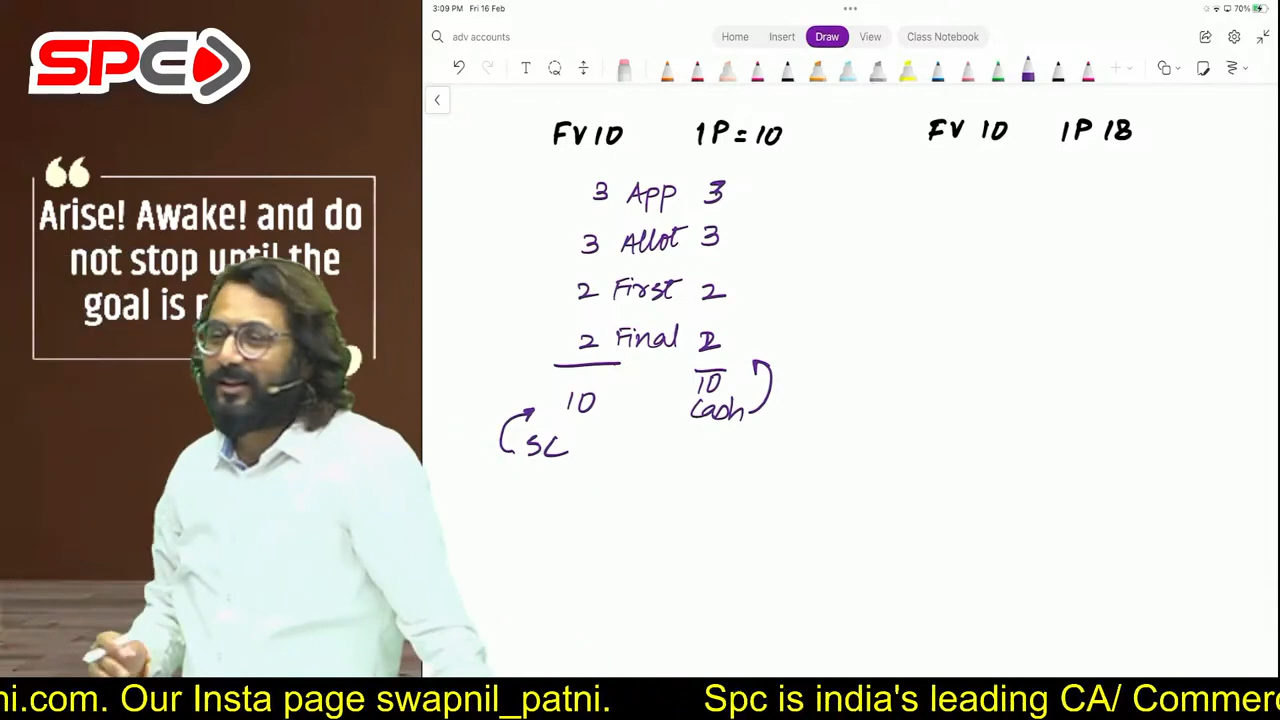 3:09 PM Fri 16 Feb
70%
SPC
adv accounts
Home Insert Draw View Class Notebook
T
Arise! Awake! and do
not stop until the
goal is r
FV 10 IP = 10
FV 10 IP 18
3 App 3
3 Allot 3
2 First 2
2 Final 2
10 10
Cash
SC
ni.com. Our Insta page swapnil_patni. Spc is india's leading CA/ Commerc